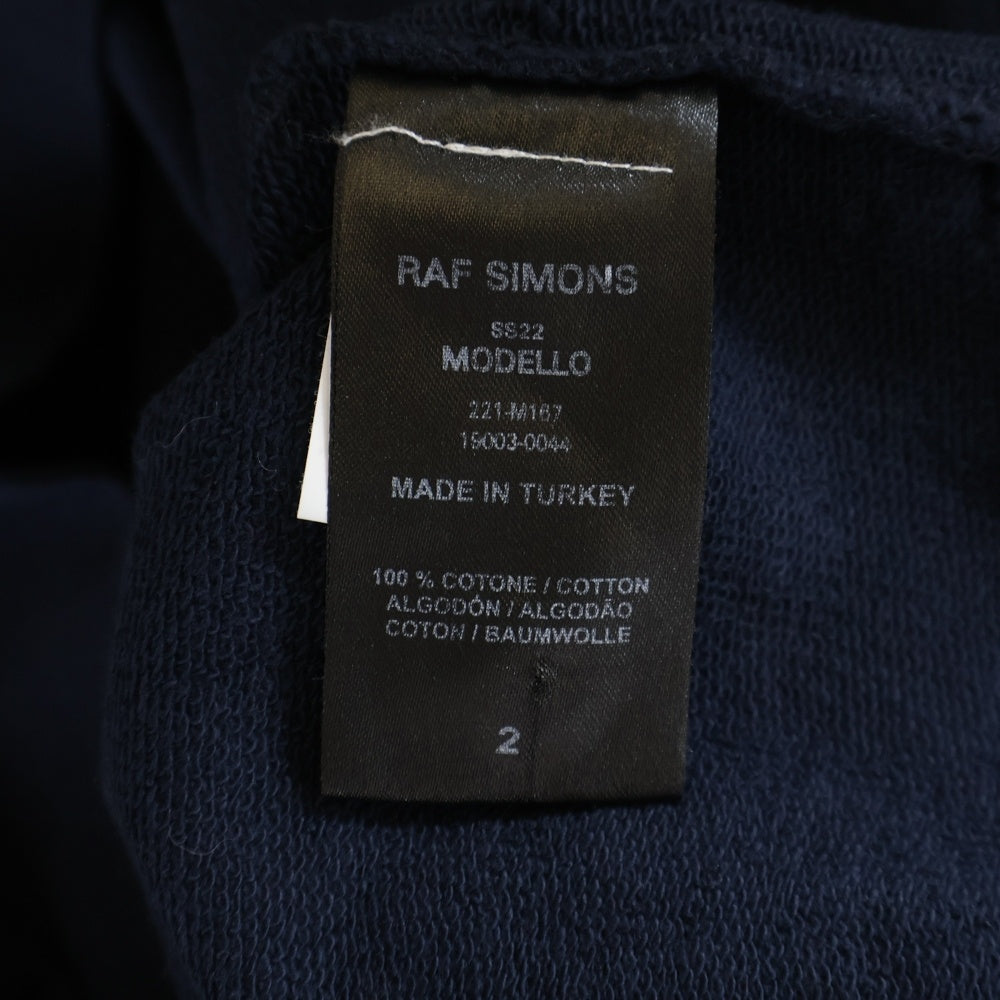 RAF SIMONS
SS22
MODELLO
221-M167
19003-0044
MADE IN TURKEY
100 % COTONE / COTTON
ALGODÓN / ALGODÃO
COTON / BAUMWOLLE
2